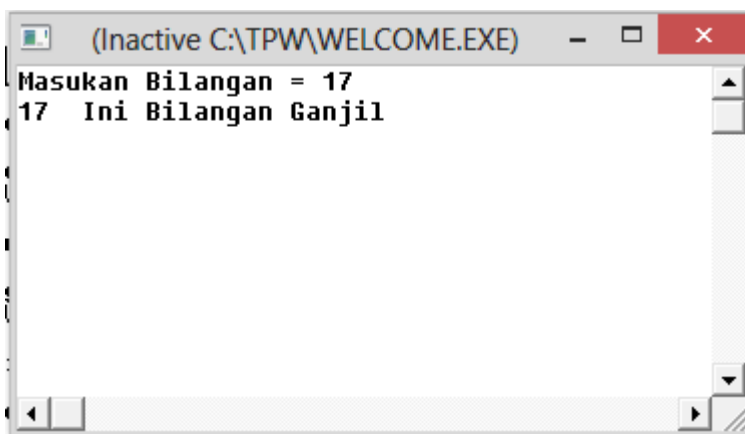 (Inactive C:\TPW\WELCOME.EXE)
Masukan Bilangan = 17
17  Ini Bilangan Ganjil